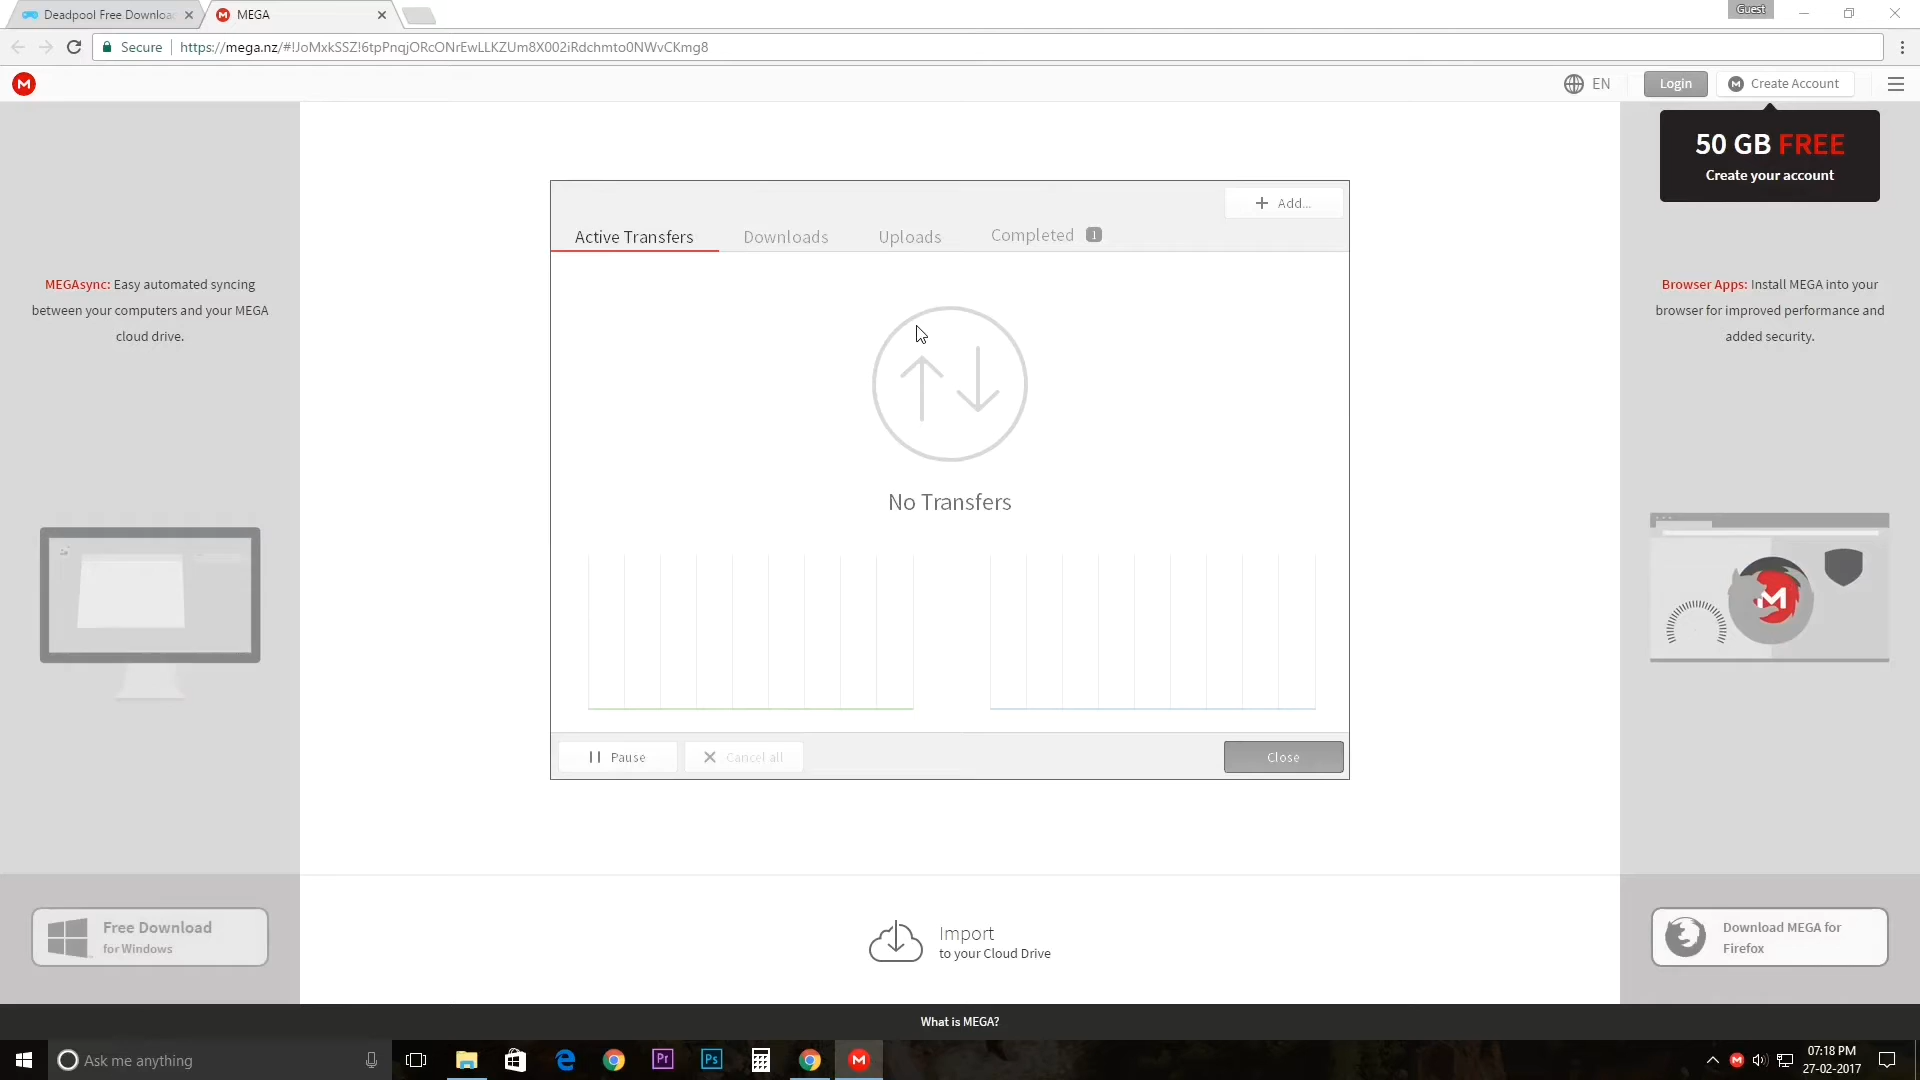 Deadpool Free Downloa
MEGA
Guest
Secure
https://mega.nz/#!JoMxkSSZ!6tpPnqjORcONrEwLLKZUm8X002iRdchmto0NWvCKmg8
EN
Login
Create Account
50 GB FREE
Create your account
Add...
Active Transfers
Downloads
Uploads
Completed 1
MEGAsync: Easy automated syncing
between your computers and your MEGA
cloud drive.
Browser Apps: Install MEGA into your
browser for improved performance and
added security.
No Transfers
Pause
Cancel all
Close
Free Download
for Windows
Import
to your Cloud Drive
Download MEGA for
Firefox
What is MEGA?
Ask me anything
Pr
Ps
07:18 PM
27-02-2017